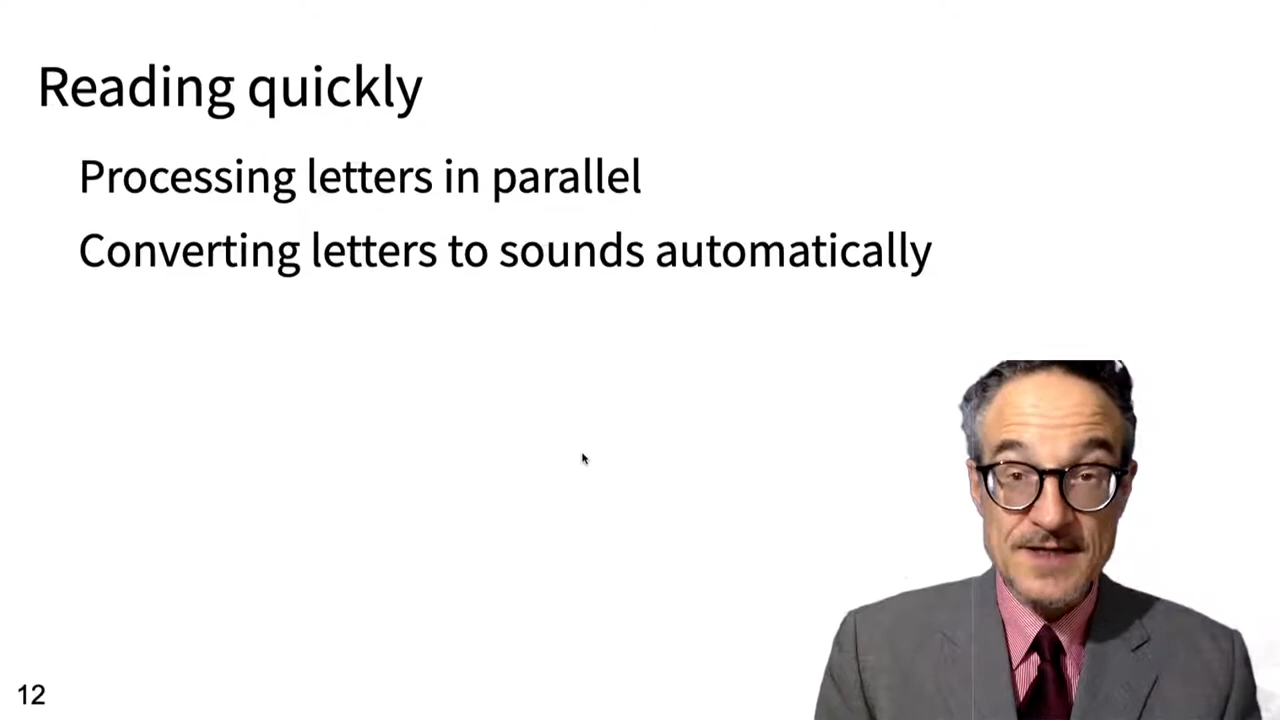 Reading quickly
Processing letters in parallel
Converting letters to sounds automatically
12